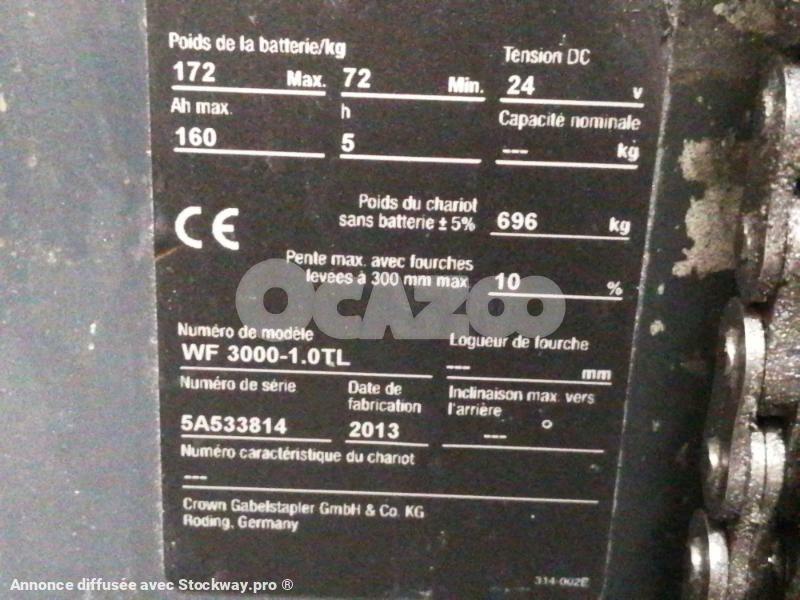 Poids de la batterie/kg
172 Max. 72 Min.
Tension DC
24 v
Ah max. h
160 5
Capacité nominale
--- kg
CE
Poids du chariot
sans batterie ± 5% 696 kg
Pente max. avec fourches
levées à 300 mm max. 10 %
OCAZOO
Numéro de modèle
WF 3000-1.0TL
Logueur de fourche
--- mm
Numéro de série
5A533814
Date de
fabrication
2013
Inclinaison max. vers
l'arrière
--- °
Numéro caractéristique du chariot
---
Crown Gabelstapler GmbH & Co. KG
Roding, Germany
314-002E
Annonce diffusée avec Stockway.pro ®